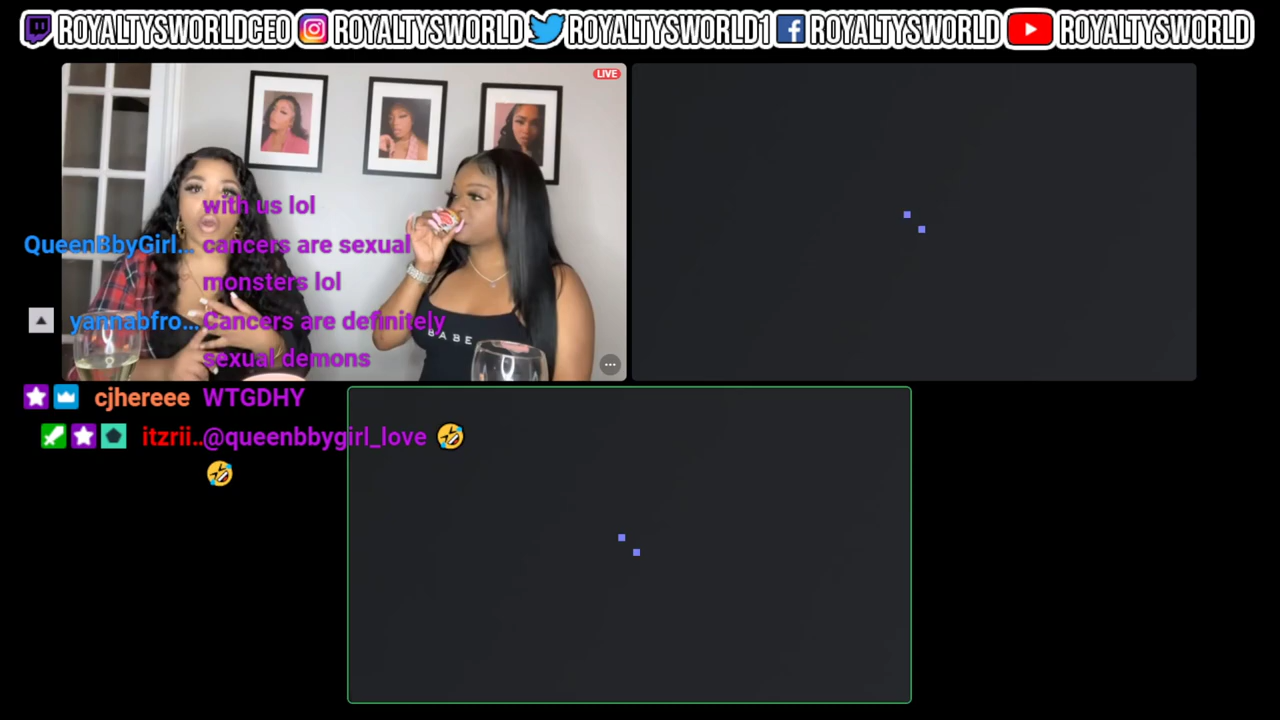 ROYALTYSWORLDCEO ROYALTYSWORLD ROYALTYSWORLD1 ROYALTYSWORLD ROYALTYSWORLD
LIVE
with us lol
QueenBbyGirl... cancers are sexual
monsters lol
yannabfro... Cancers are definitely
sexual demons
BABE
cjhereee WTGDHY
itzrii.. @queenbbygirl_love 🤣
🤣